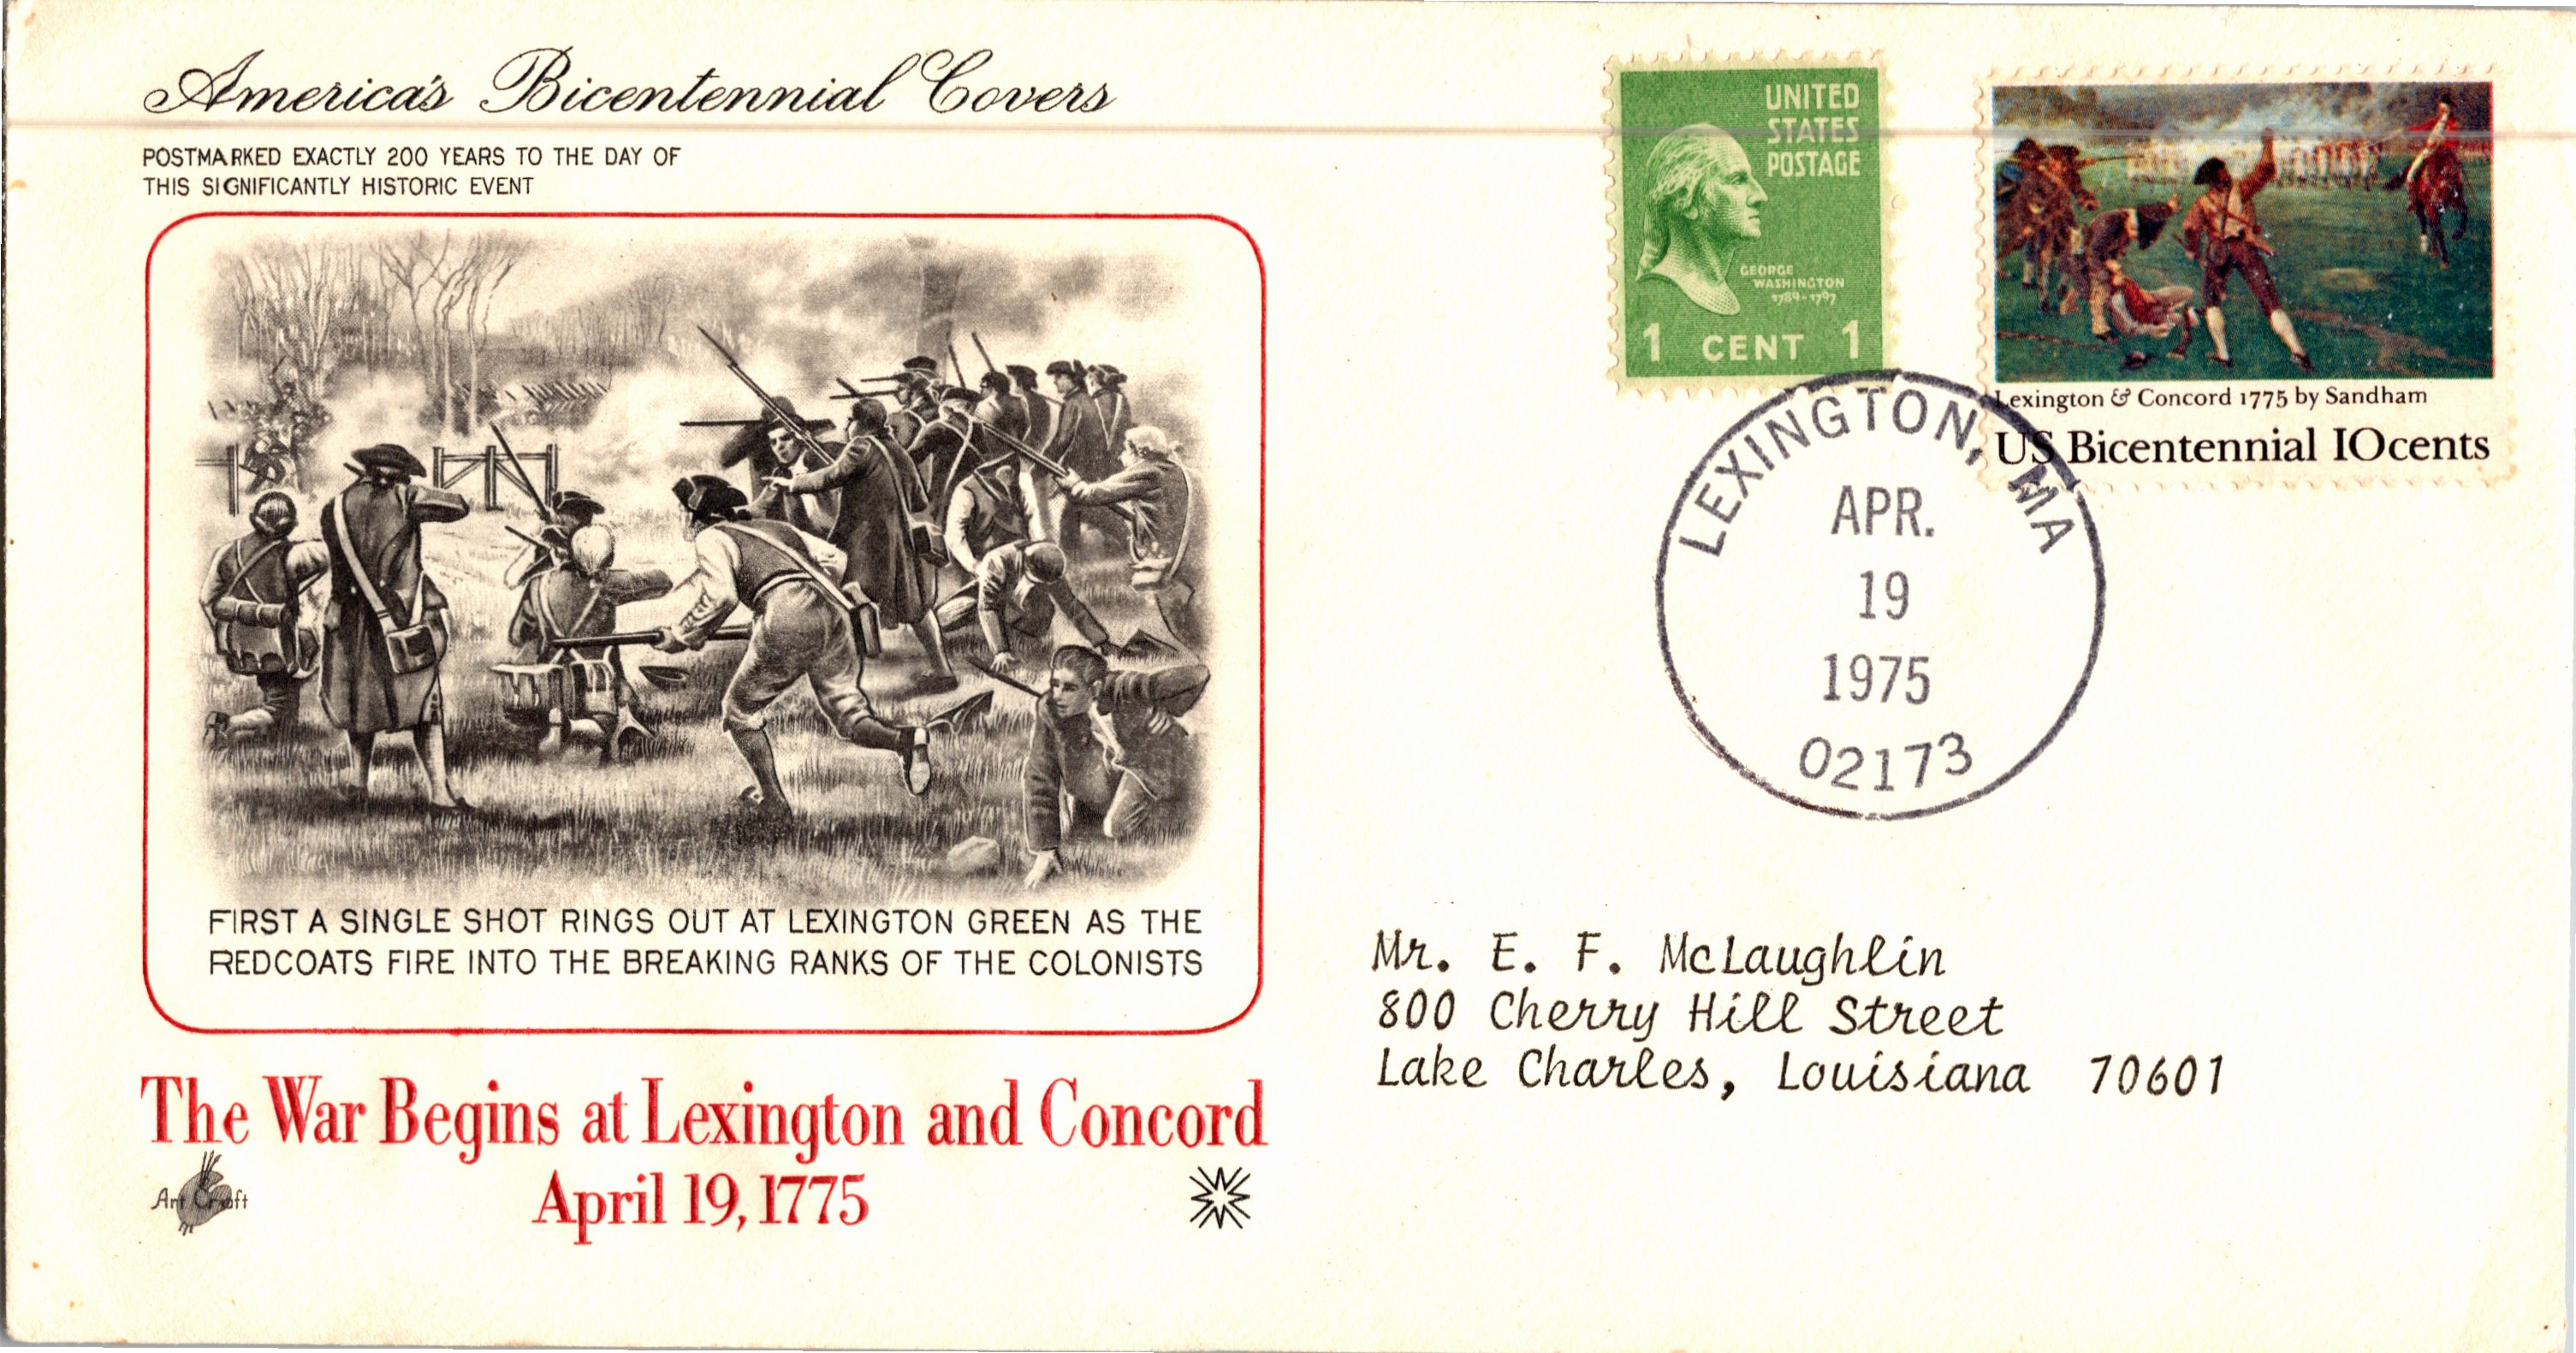 America's Bicentennial Covers
POSTMARKED EXACTLY 200 YEARS TO THE DAY OF
THIS SIGNIFICANTLY HISTORIC EVENT
FIRST A SINGLE SHOT RINGS OUT AT LEXINGTON GREEN AS THE
REDCOATS FIRE INTO THE BREAKING RANKS OF THE COLONISTS
The War Begins at Lexington and Concord
April 19, 1775
Art Craft
UNITED
STATES
POSTAGE
GEORGE
WASHINGTON
1789-1797
1 CENT 1
Lexington & Concord 1775 by Sandham
US Bicentennial 10cents
LEXINGTON, MA
APR.
19
1975
02173
Mr. E. F. McLaughlin
800 Cherry Hill Street
Lake Charles, Louisiana 70601